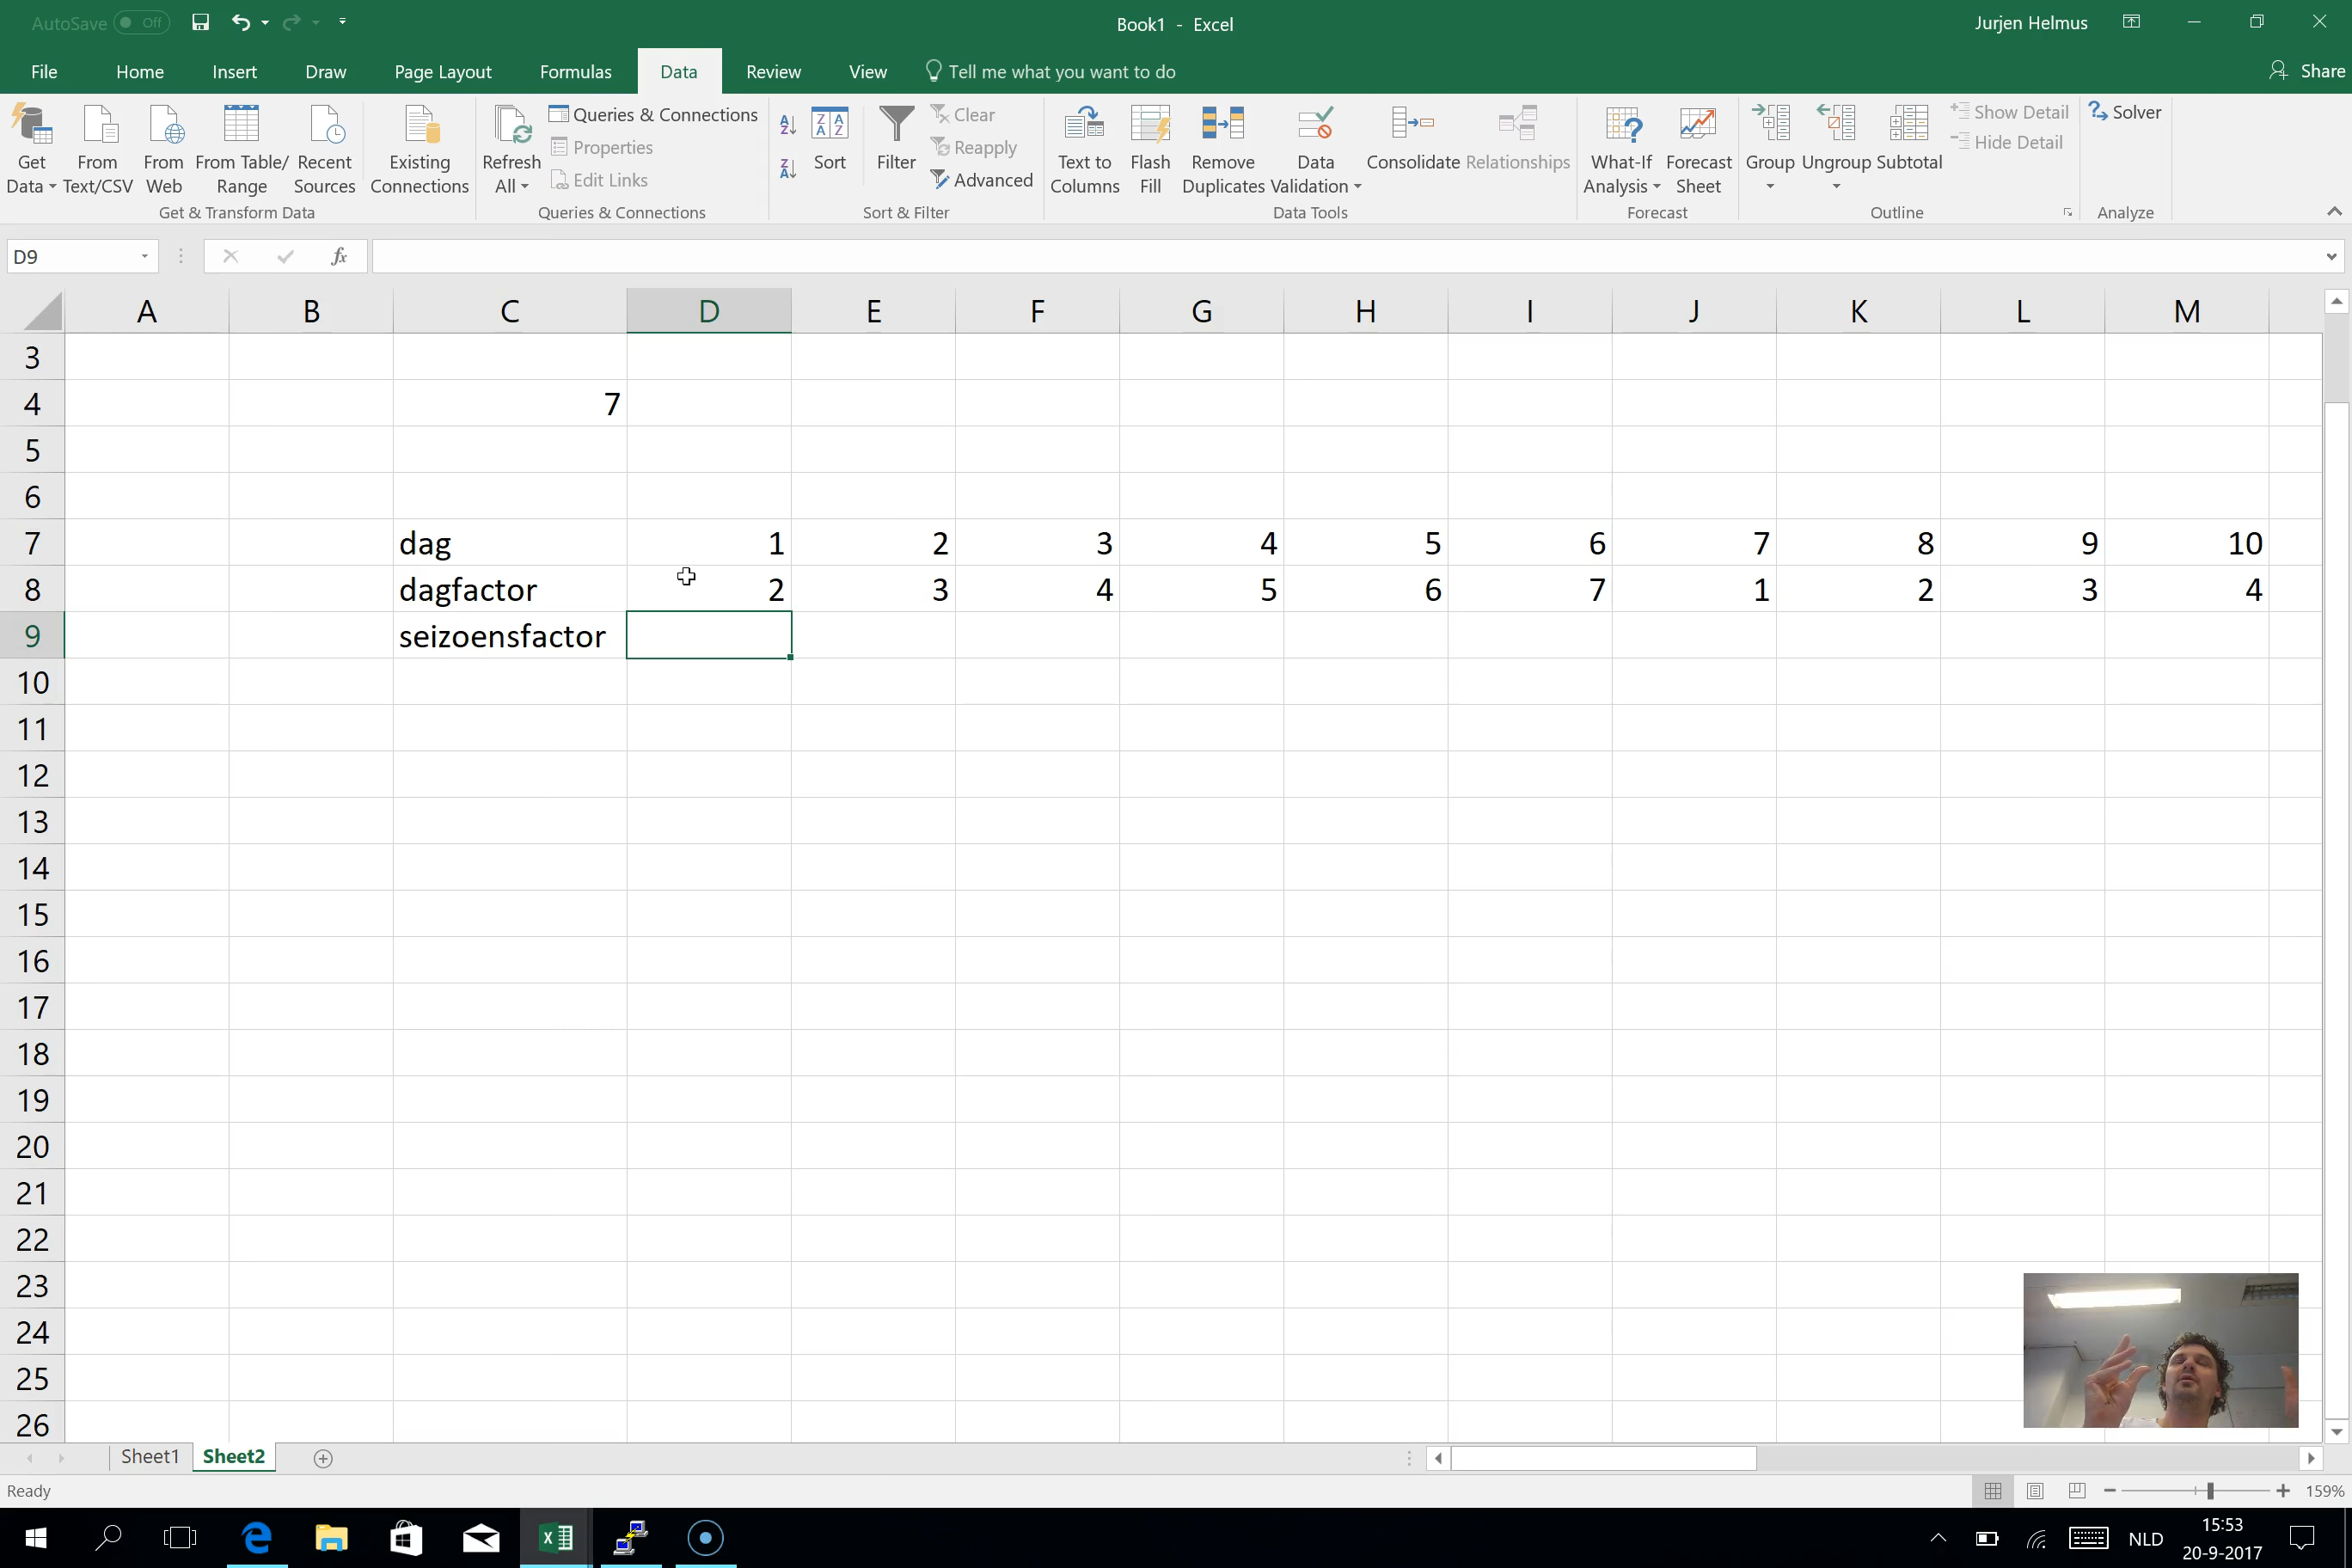 AutoSave Off
Book1 - Excel
Jurjen Helmus
File Home Insert Draw Page Layout Formulas Data Review View Tell me what you want to do
Share
Get Data
From Text/CSV
From Web
From Table/ Range
Recent Sources
Existing Connections
Get & Transform Data
Refresh All
Queries & Connections
Properties
Edit Links
Queries & Connections
Sort
Filter
Clear
Reapply
Advanced
Sort & Filter
Text to Columns
Flash Fill
Remove Duplicates
Data Validation
Consolidate
Relationships
Data Tools
What-If Analysis
Forecast Sheet
Forecast
Group
Ungroup
Subtotal
Show Detail
Hide Detail
Outline
Solver
Analyze
D9
fx
A B C D E F G H I J K L M
3
4 7
5
6
7 dag 1 2 3 4 5 6 7 8 9 10
8 dagfactor 2 3 4 5 6 7 1 2 3 4
9 seizoensfactor
10
11
12
13
14
15
16
17
18
19
20
21
22
23
24
25
26
Sheet1 Sheet2
Ready
159%
NLD
15:53
20-9-2017